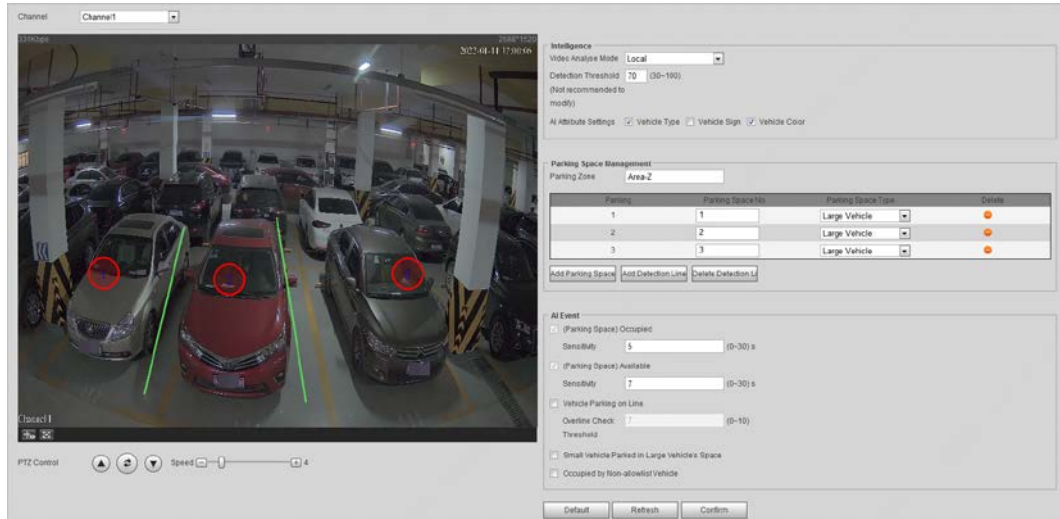 Channel Channel1
2022-01-11 17:00:06
Channel1
PTZ Control Speed 4
Intelligence
Video Analyse Mode Local
Detection Threshold 70 (30~100)
(Not recommended to
modify)
AI Attribute Settings Vehicle Type Vehicle Sign Vehicle Color
Parking Space Management
Parking Zone Area-Z
Parking Parking Space No Parking Space Type Delete
1 1 Large Vehicle
2 2 Large Vehicle
3 3 Large Vehicle
Add Parking Space Add Detection Line Delete Detection Li
AI Event
(Parking Space) Occupied
Sensitivity 5 (0~30) s
(Parking Space) Available
Sensitivity 7 (0~30) s
Vehicle Parking on Line
Overline Check 7 (0~10)
Threshold
Small Vehicle Parked in Large Vehicle's Space
Occupied by Non-allowlist Vehicle
Default Refresh Confirm